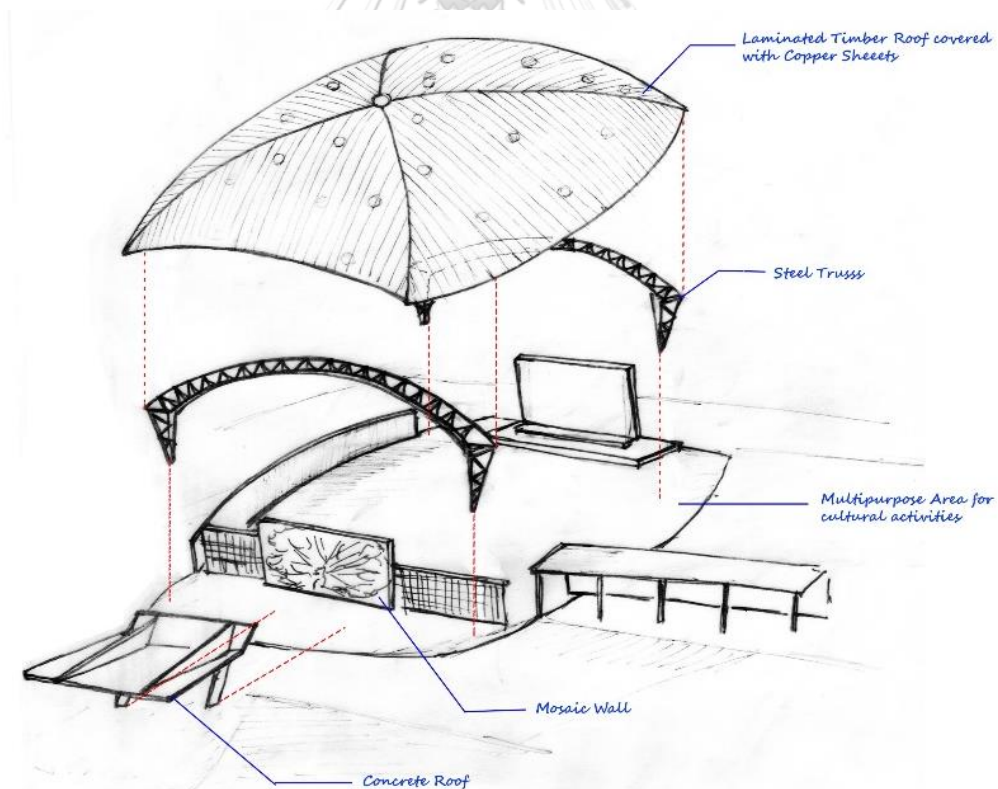 Laminated Timber Roof covered
with Copper Sheeets
Steel Trusss
Multipurpose Area for
cultural activities
Mosaic Wall
Concrete Roof